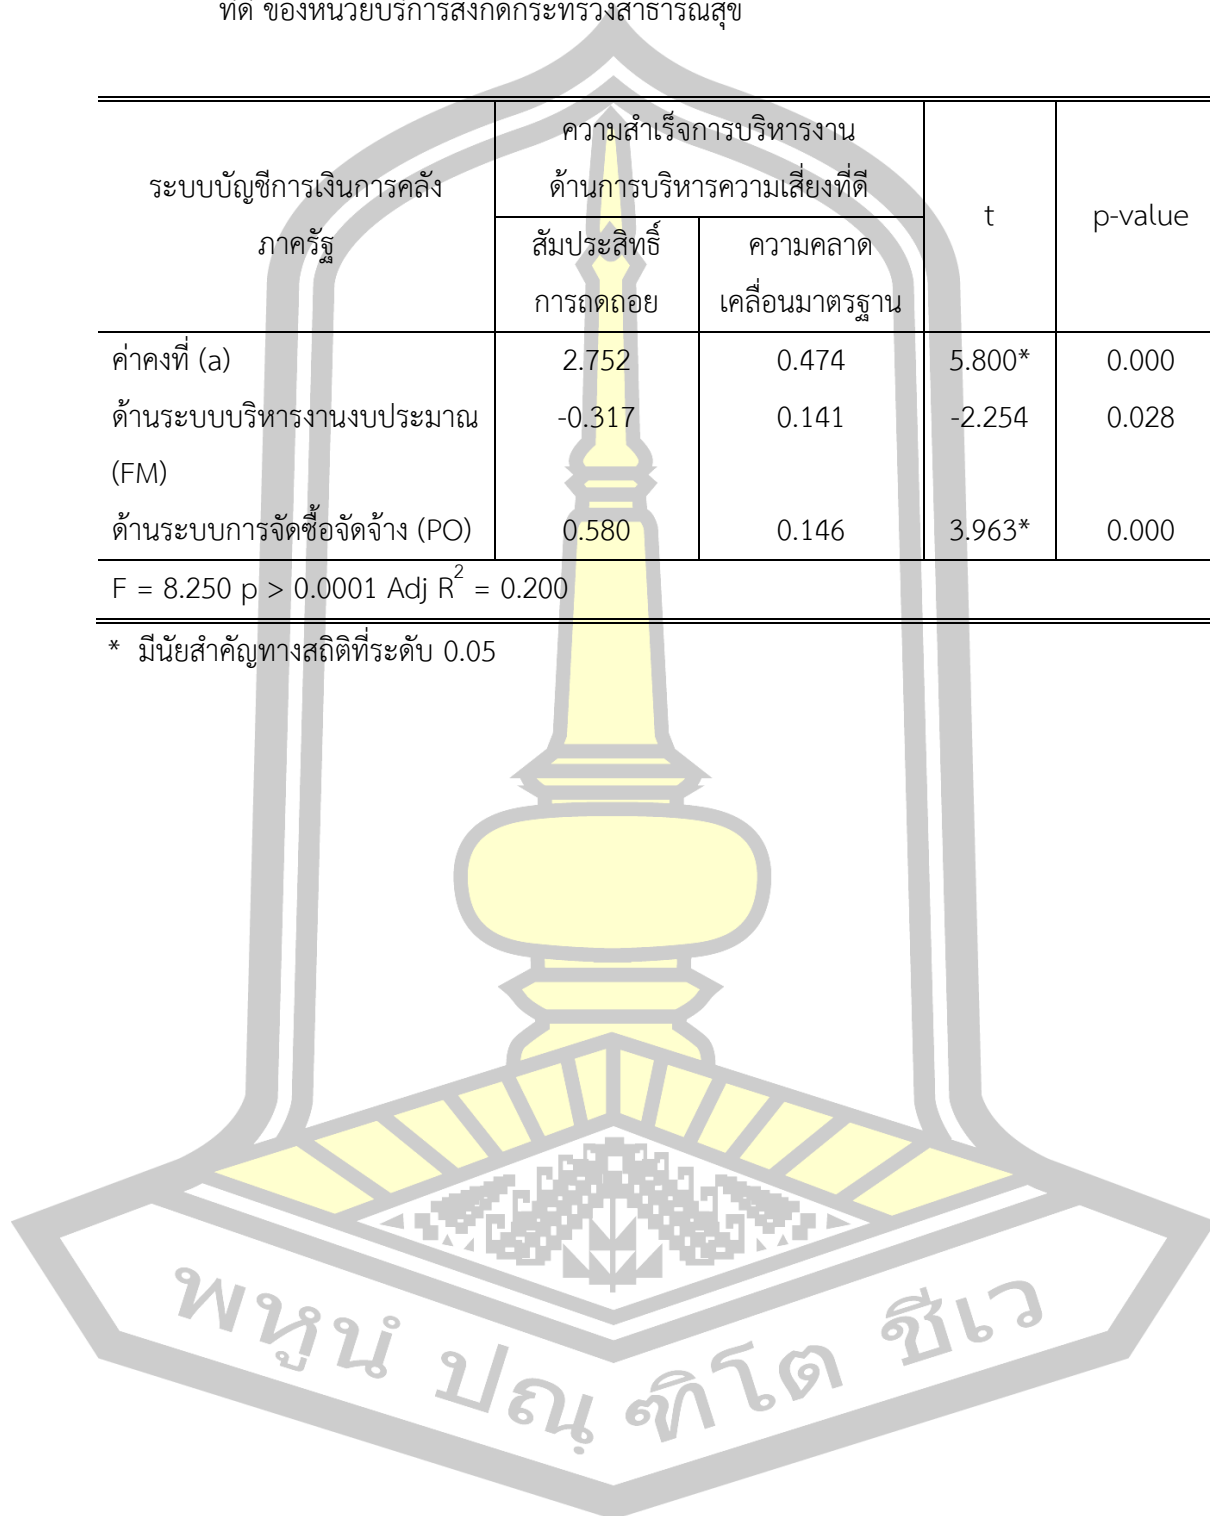 ที่ดี ของหน่วยบริการสังกัดกระทรวงสาธารณสุข
ระบบบัญชีการเงินการคลัง
ภาครัฐ
ความสำเร็จการบริหารงาน
ด้านการบริหารความเสี่ยงที่ดี
t
p-value
สัมประสิทธิ์
การถดถอย
ความคลาด
เคลื่อนมาตรฐาน
ค่าคงที่ (a) 2.752 0.474 5.800* 0.000
ด้านระบบบริหารงานงบประมาณ -0.317 0.141 -2.254 0.028
(FM)
ด้านระบบการจัดซื้อจัดจ้าง (PO) 0.580 0.146 3.963* 0.000
F = 8.250 p > 0.0001 Adj R² = 0.200
* มีนัยสำคัญทางสถิติที่ระดับ 0.05
พหูนํ ปณฺ ฑิโต ชีเว